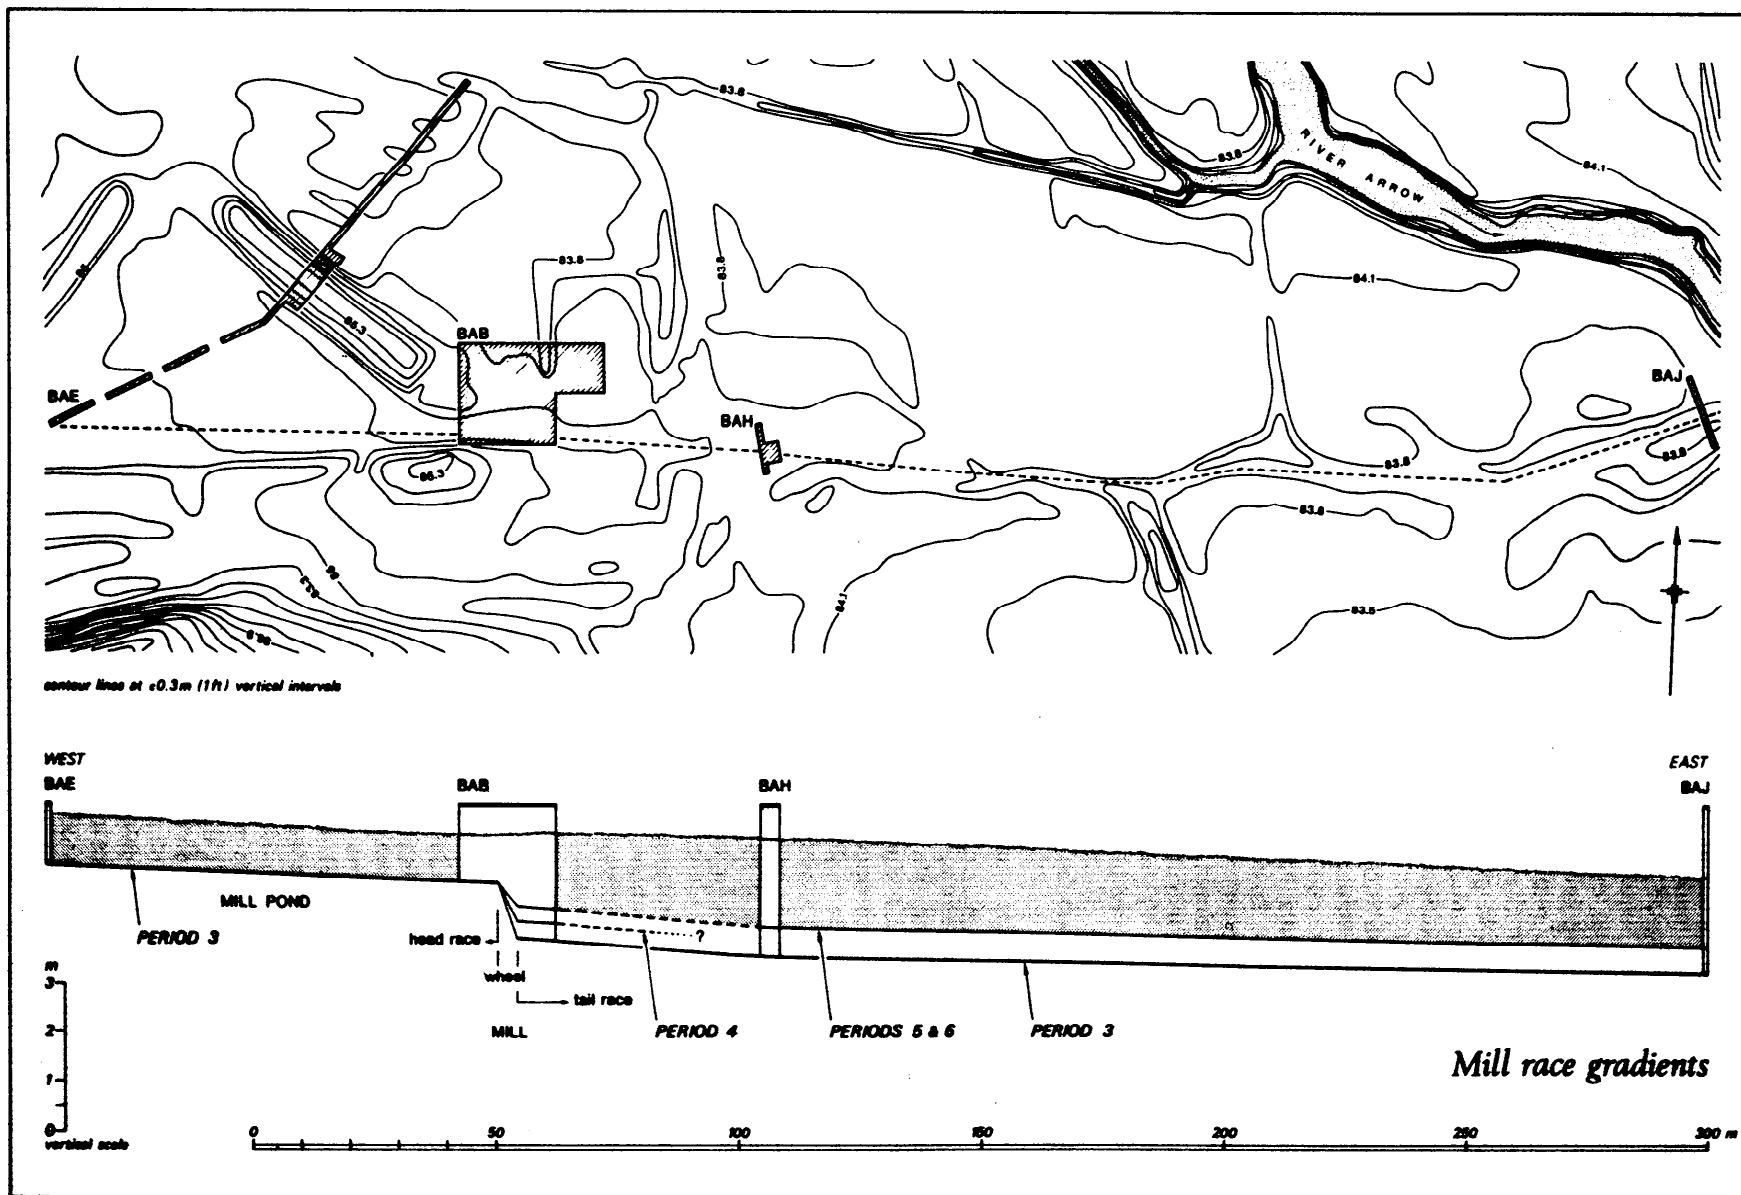 83.8
RIVER ARROW
83.8
84.1
83.8
83.8
84.1
85
85.3
BAB
BAE
BAH
BAJ
85.3
83.8
83.8
83.8
85
84.1
83.5
contour lines at c0.3m (1ft) vertical intervals
WEST
EAST
BAE
BAB
BAH
BAJ
MILL POND
PERIOD 3
head race
?
wheel
tail race
MILL
PERIOD 4
PERIODS 5 & 6
PERIOD 3
Mill race gradients
m
3
2
1
0
vertical scale
0 50 100 150 200 250 300 m